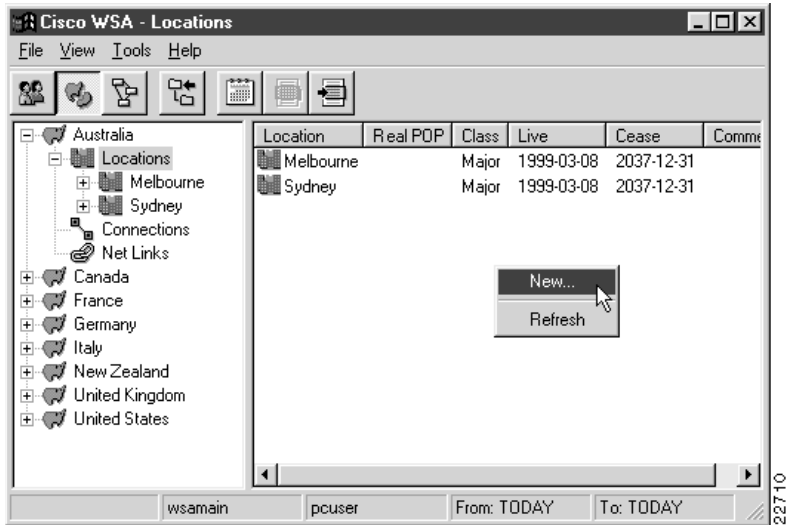 Cisco WSA - Locations
File View Tools Help
Australia
Locations
Melbourne
Sydney
Connections
Net Links
Canada
France
Germany
Italy
New Zealand
United Kingdom
United States
Location Real POP Class Live Cease Comme
Melbourne Major 1999-03-08 2037-12-31
Sydney Major 1999-03-08 2037-12-31
New...
Refresh
wsamain pcuser From: TODAY To: TODAY
22710